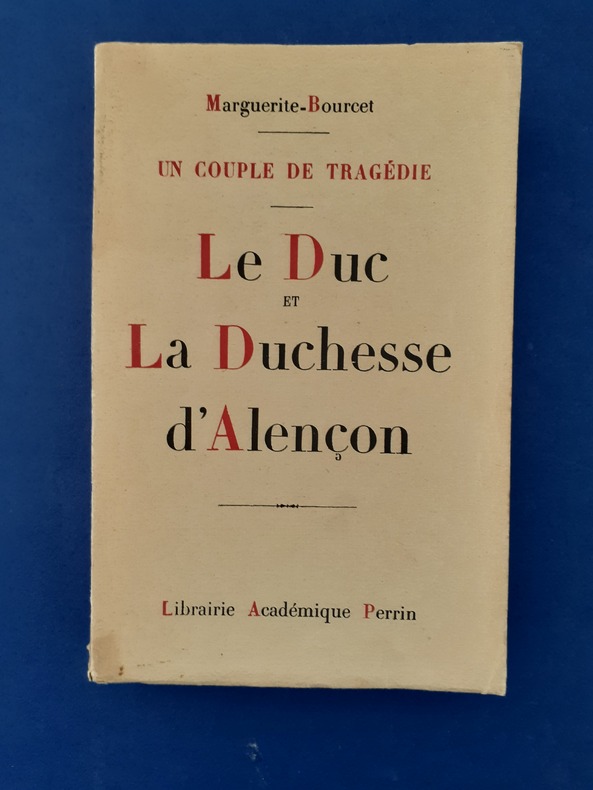 Marguerite-Bourcet
UN COUPLE DE TRAGÉDIE
Le Duc
ET
La Duchesse
d'Alençon
Librairie Académique Perrin